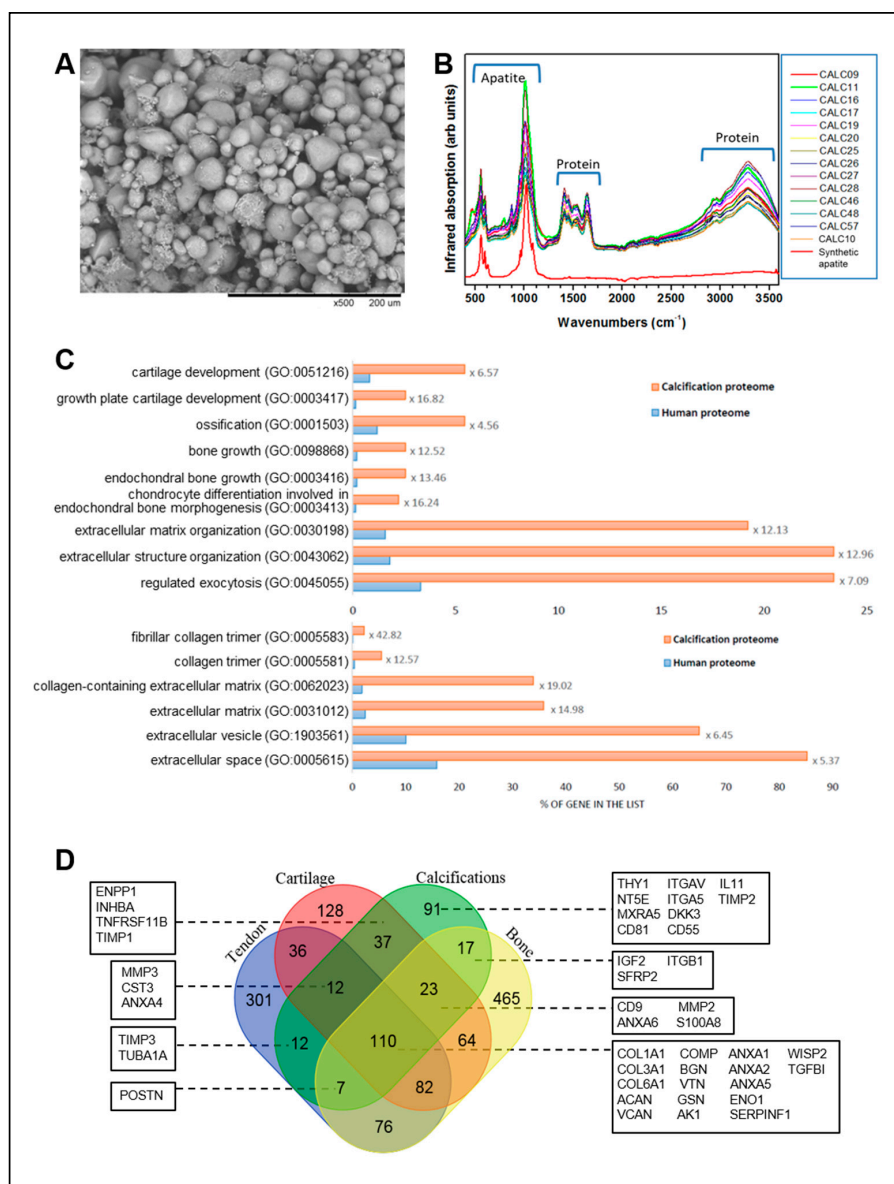 A
x500 200 um
B
Apatite
Protein
Protein
Infrared absorption (arb units)
500 1000 1500 2000 2500 3000 3500
Wavenumbers (cm-1)
CALC09
CALC11
CALC16
CALC17
CALC19
CALC20
CALC25
CALC26
CALC27
CALC28
CALC46
CALC48
CALC57
CALC10
Synthetic
apatite
C
cartilage development (GO:0051216)
x 6.57
growth plate cartilage development (GO:0003417)
x 16.82
ossification (GO:0001503)
x 4.56
bone growth (GO:0098868)
x 12.52
endochondral bone growth (GO:0003416)
x 13.46
chondrocyte differentiation involved in
endochondral bone morphogenesis (GO:0003413)
x 16.24
extracellular matrix organization (GO:0030198)
x 12.13
extracellular structure organization (GO:0043062)
x 12.96
regulated exocytosis (GO:0045055)
x 7.09
Calcification proteome
Human proteome
0 5 10 15 20 25
fibrillar collagen trimer (GO:0005583)
x 42.82
collagen trimer (GO:0005581)
x 12.57
collagen-containing extracellular matrix (GO:0062023)
x 19.02
extracellular matrix (GO:0031012)
x 14.98
extracellular vesicle (GO:1903561)
x 6.45
extracellular space (GO:0005615)
x 5.37
Calcification proteome
Human proteome
0 10 20 30 40 50 60 70 80 90
% OF GENE IN THE LIST
D
Tendon
Cartilage
Calcifications
Bone
128
91
36
37
17
301
12
23
465
12
110
64
7
82
76
ENPP1
INHBA
TNFRSF11B
TIMP1
MMP3
CST3
ANXA4
TIMP3
TUBA1A
POSTN
THY1 ITGAV IL11
NT5E ITGA5 TIMP2
MXRA5 DKK3
CD81 CD55
IGF2 ITGB1
SFRP2
CD9 MMP2
ANXA6 S100A8
COL1A1 COMP ANXA1 WISP2
COL3A1 BGN ANXA2 TGFBI
COL6A1 VTN ANXA5
ACAN GSN ENO1
VCAN AK1 SERPINF1